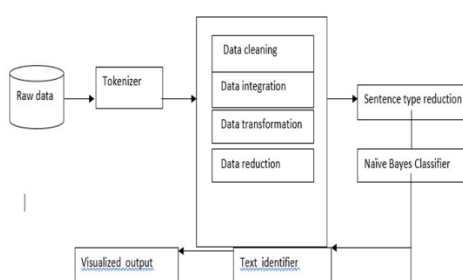 Data cleaning
Tokenizer
Raw data
Data integration
Sentence type reduction
Data transformation
Data reduction
Naïve Bayes Classifier
Visualized output
Text identifier